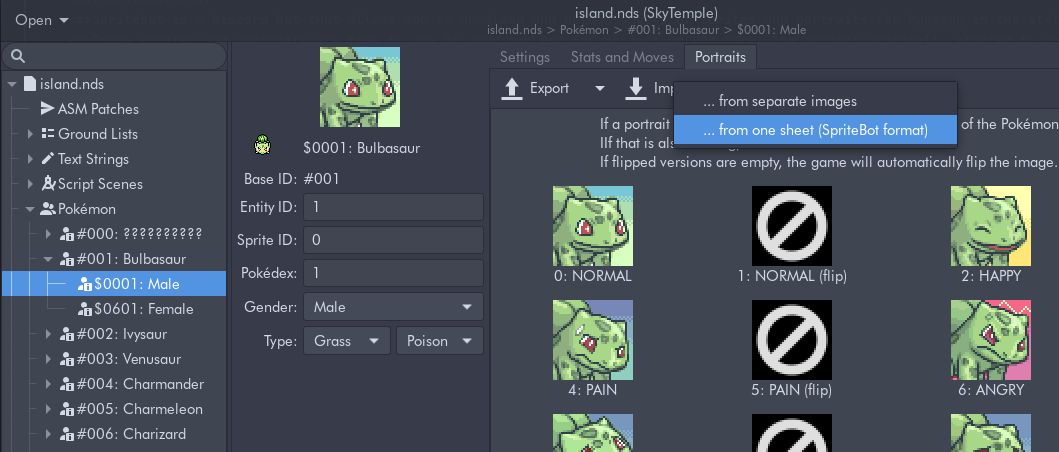 Open
island.nds (SkyTemple)
island.nds > Pokémon > #001: Bulbasaur > $0001: Male
island.nds
ASM Patches
Ground Lists
Text Strings
Script Scenes
Pokémon
#000: ??????????
#001: Bulbasaur
$0001: Male
$0601: Female
#002: Ivysaur
#003: Venusaur
#004: Charmander
#005: Charmeleon
#006: Charizard
$0001: Bulbasaur
Base ID: #001
Entity ID: 1
Sprite ID: 0
Pokédex: 1
Gender: Male
Type: Grass Poison
Settings Stats and Moves Portraits
Export Imp
... from separate images
... from one sheet (SpriteBot format)
If a portrait of the Pokémon
IIf that is als
If flipped versions are empty, the game will automatically flip the image.
0: NORMAL 1: NORMAL (flip) 2: HAPPY
4: PAIN 5: PAIN (flip) 6: ANGRY